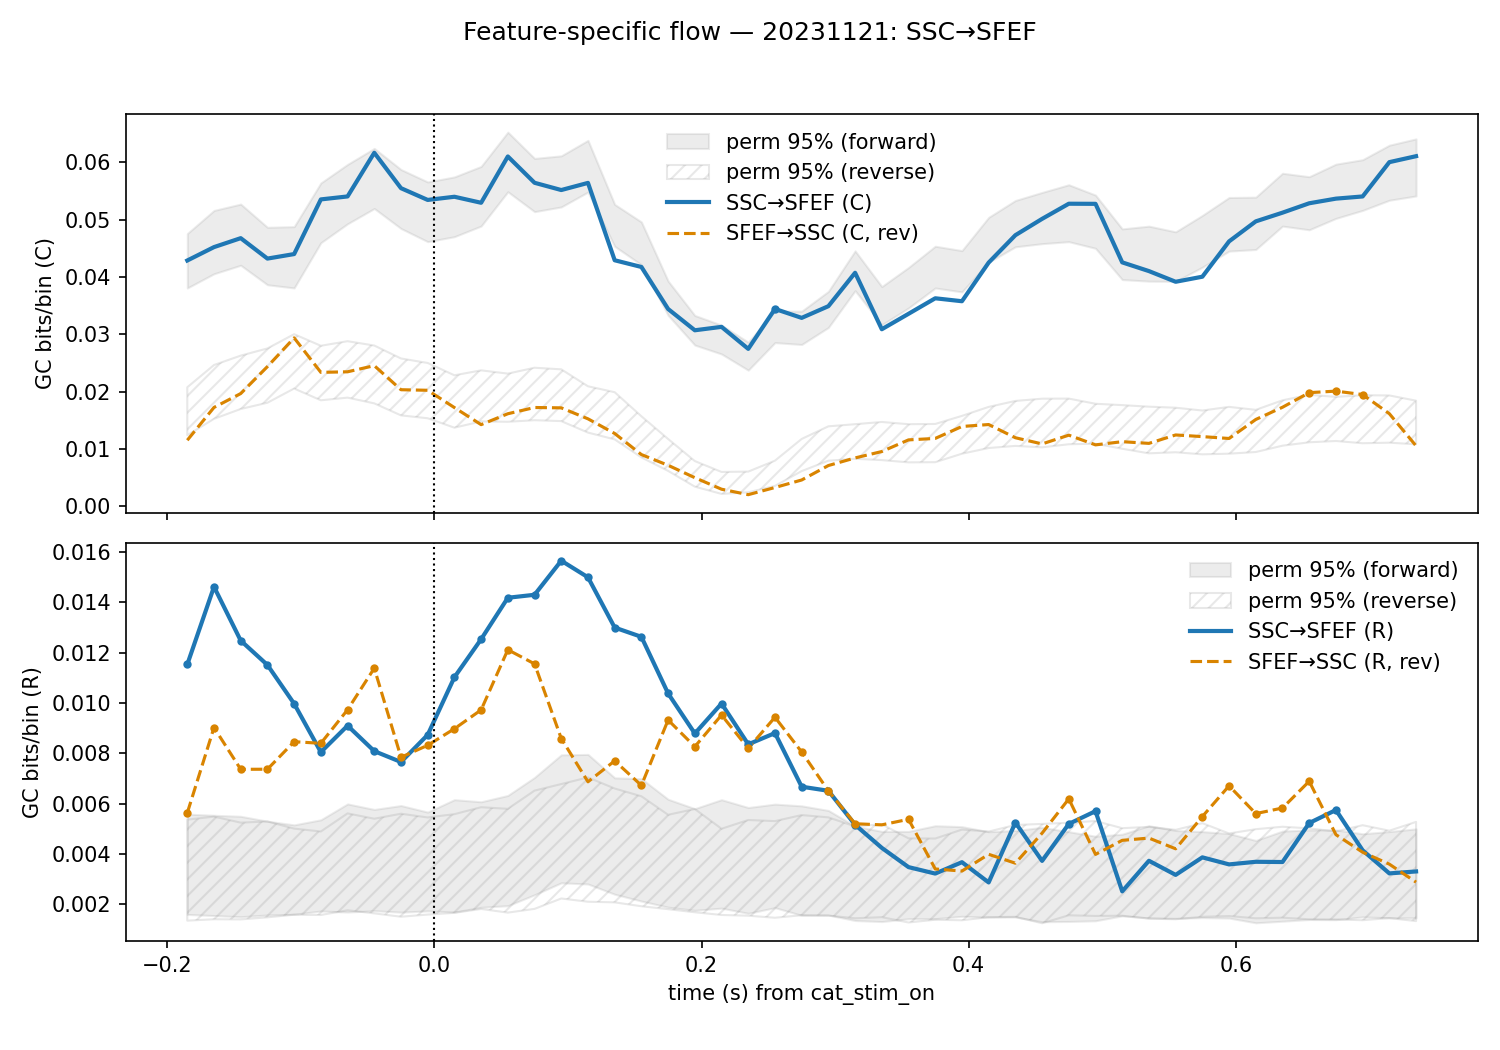 Feature-specific flow — 20231121: SSC→SFEF
GC bits/bin (C)
0.06
0.05
0.04
0.03
0.02
0.01
0.00
perm 95% (forward)
perm 95% (reverse)
SSC→SFEF (C)
SFEF→SSC (C, rev)
GC bits/bin (R)
0.016
0.014
0.012
0.010
0.008
0.006
0.004
0.002
perm 95% (forward)
perm 95% (reverse)
SSC→SFEF (R)
SFEF→SSC (R, rev)
−0.2 0.0 0.2 0.4 0.6
time (s) from cat_stim_on